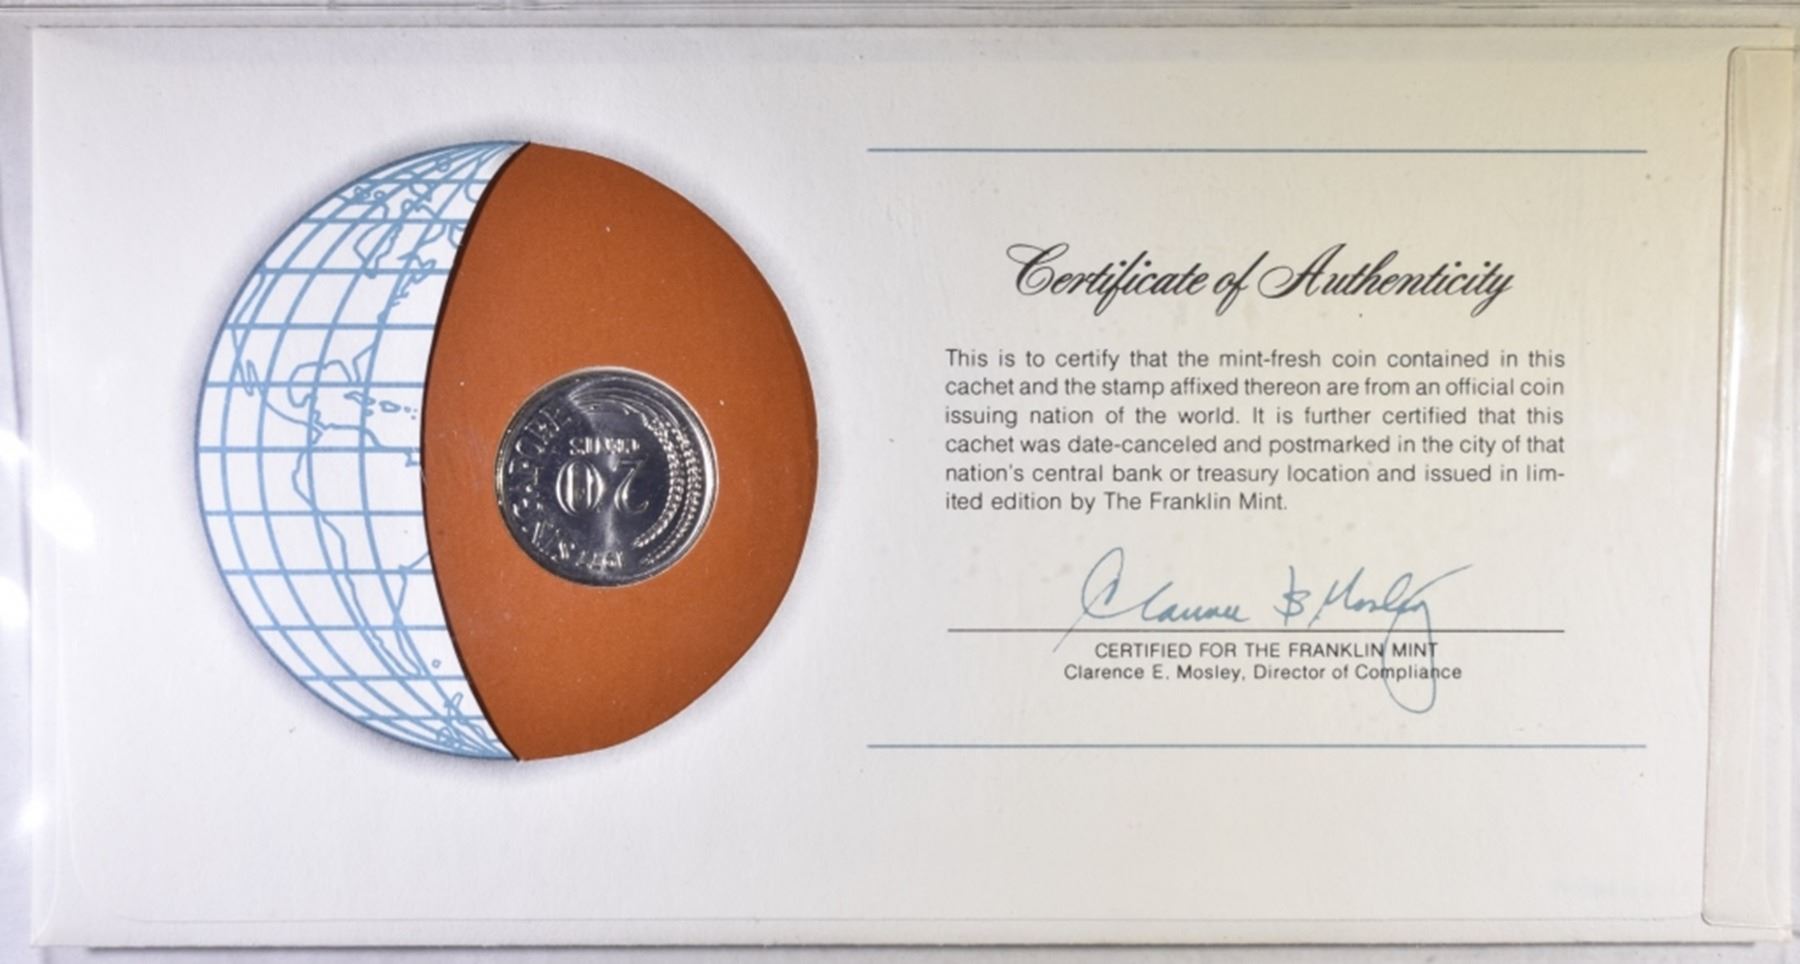 SINGAPORE
20
CENTS
Certificate of Authenticity
This is to certify that the mint-fresh coin contained in this
cachet and the stamp affixed thereon are from an official coin
issuing nation of the world. It is further certified that this
cachet was date-canceled and postmarked in the city of that
nation's central bank or treasury location and issued in lim-
ited edition by The Franklin Mint.
Clarence E Mosley
CERTIFIED FOR THE FRANKLIN MINT
Clarence E. Mosley, Director of Compliance